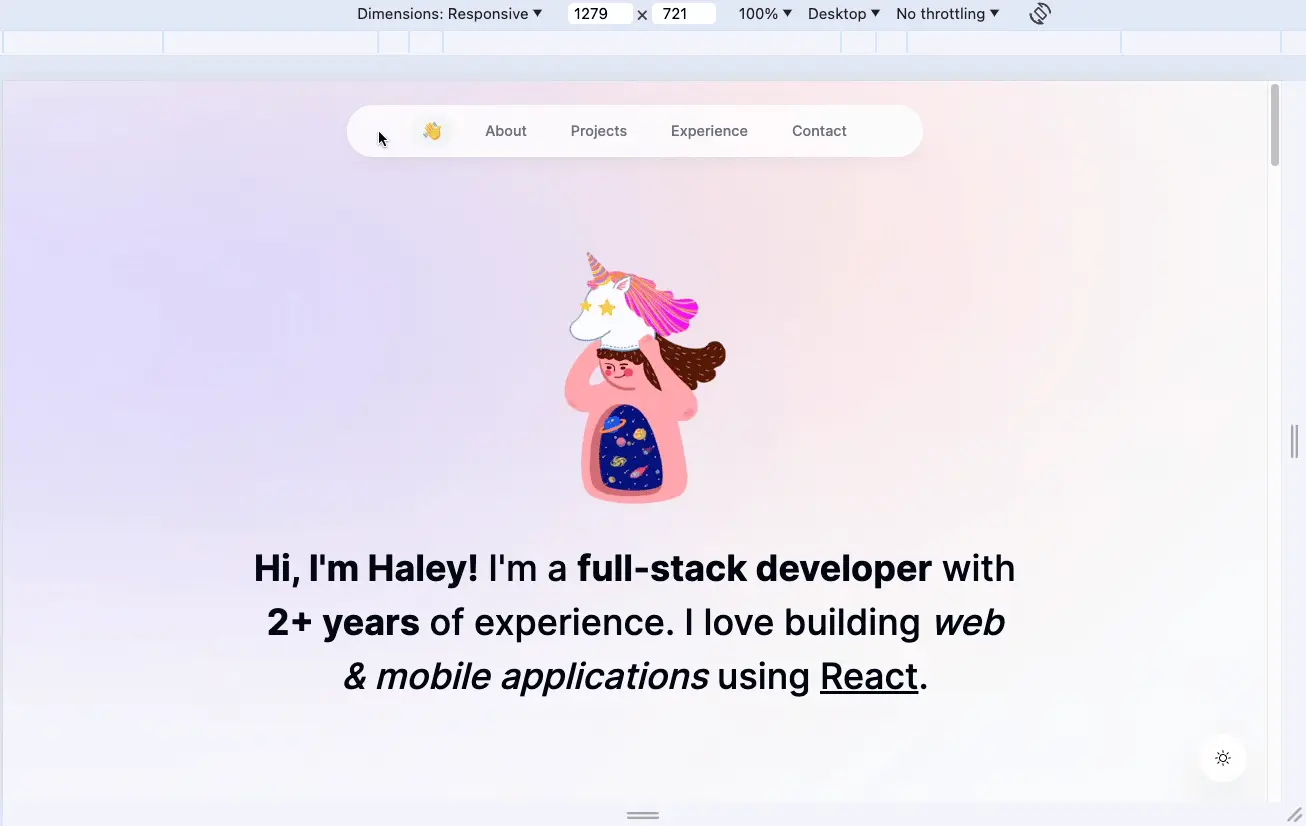 Dimensions: Responsive ▼ 1279 × 721 100% ▼ Desktop ▼ No throttling ▼
👋 About Projects Experience Contact
Hi, I'm Haley! I'm a full-stack developer with
2+ years of experience. I love building web
& mobile applications using React.